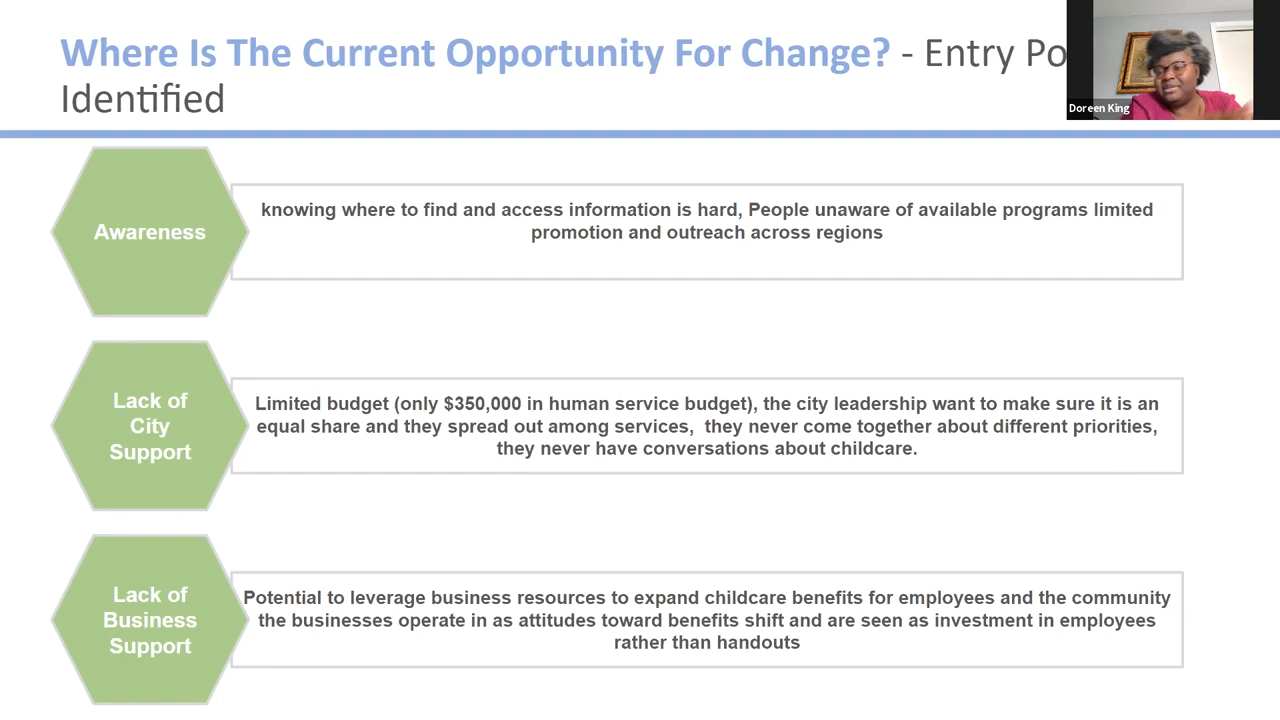 Where Is The Current Opportunity For Change? - Entry
Identified
Doreen King
Awareness
knowing where to find and access information is hard, People unaware of available programs limited
promotion and outreach across regions
Lack of
City
Support
Limited budget (only $350,000 in human service budget), the city leadership want to make sure it is an
equal share and they spread out among services,  they never come together about different priorities,
they never have conversations about childcare.
Lack of
Business
Support
Potential to leverage business resources to expand childcare benefits for employees and the community
the businesses operate in as attitudes toward benefits shift and are seen as investment in employees
rather than handouts